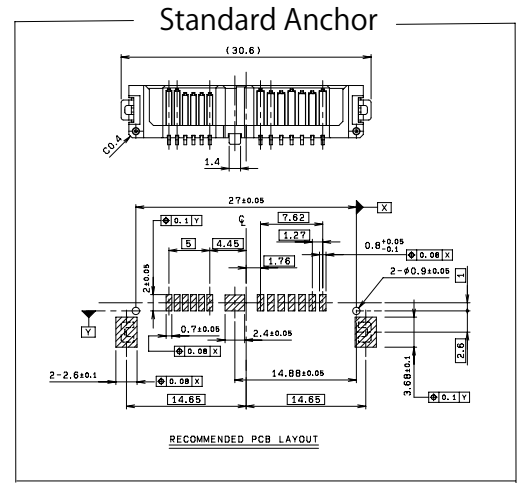 Standard Anchor
(30.6)
C0.4
1.4
27±0.05
X
⌖ 0.1 Y
℄
7.62
5
4.45
1.27
0.8 +0.05 -0.1
⌖ 0.08 X
1.76
2±0.05
2-φ0.9±0.05
1
Y
0.7±0.05
2.4±0.05
⌖ 0.08 X
2.6
2-2.6±0.1
⌖ 0.08 X
14.88±0.05
3.68±0.1
⌖ 0.1 Y
14.65
14.65
RECOMMENDED PCB LAYOUT